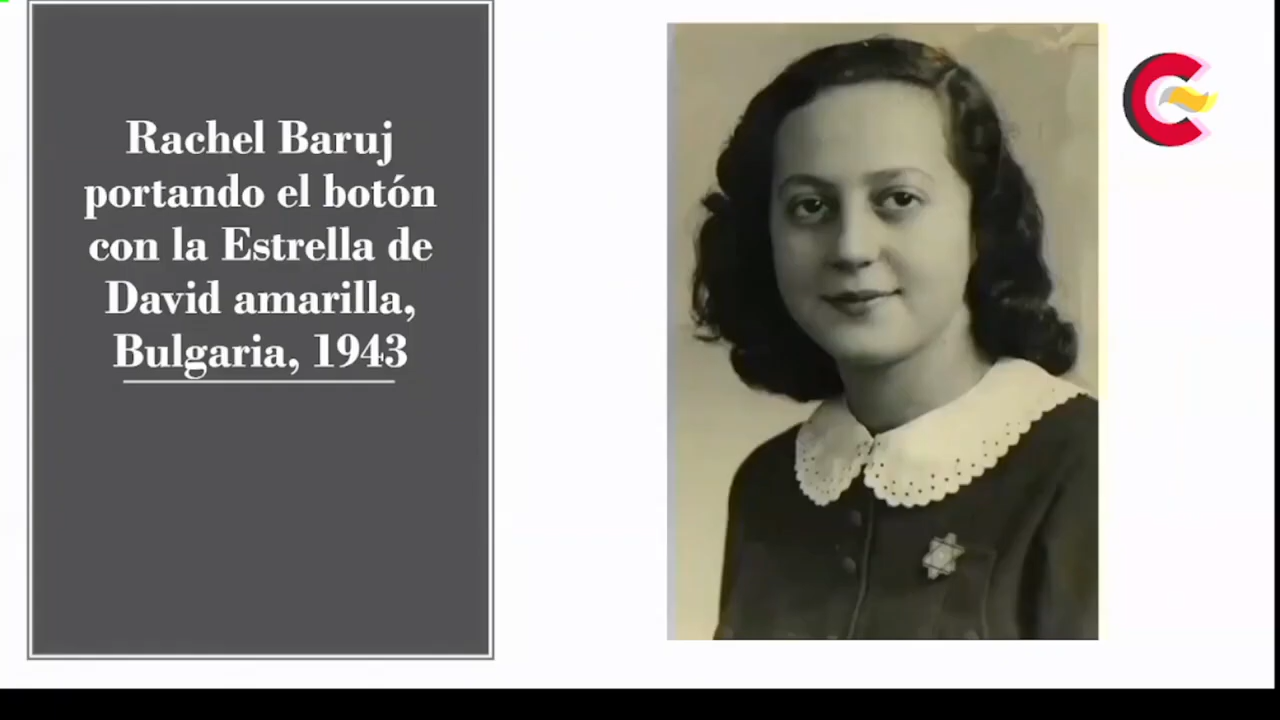 Rachel Baruj
portando el botón
con la Estrella de
David amarilla,
Bulgaria, 1943